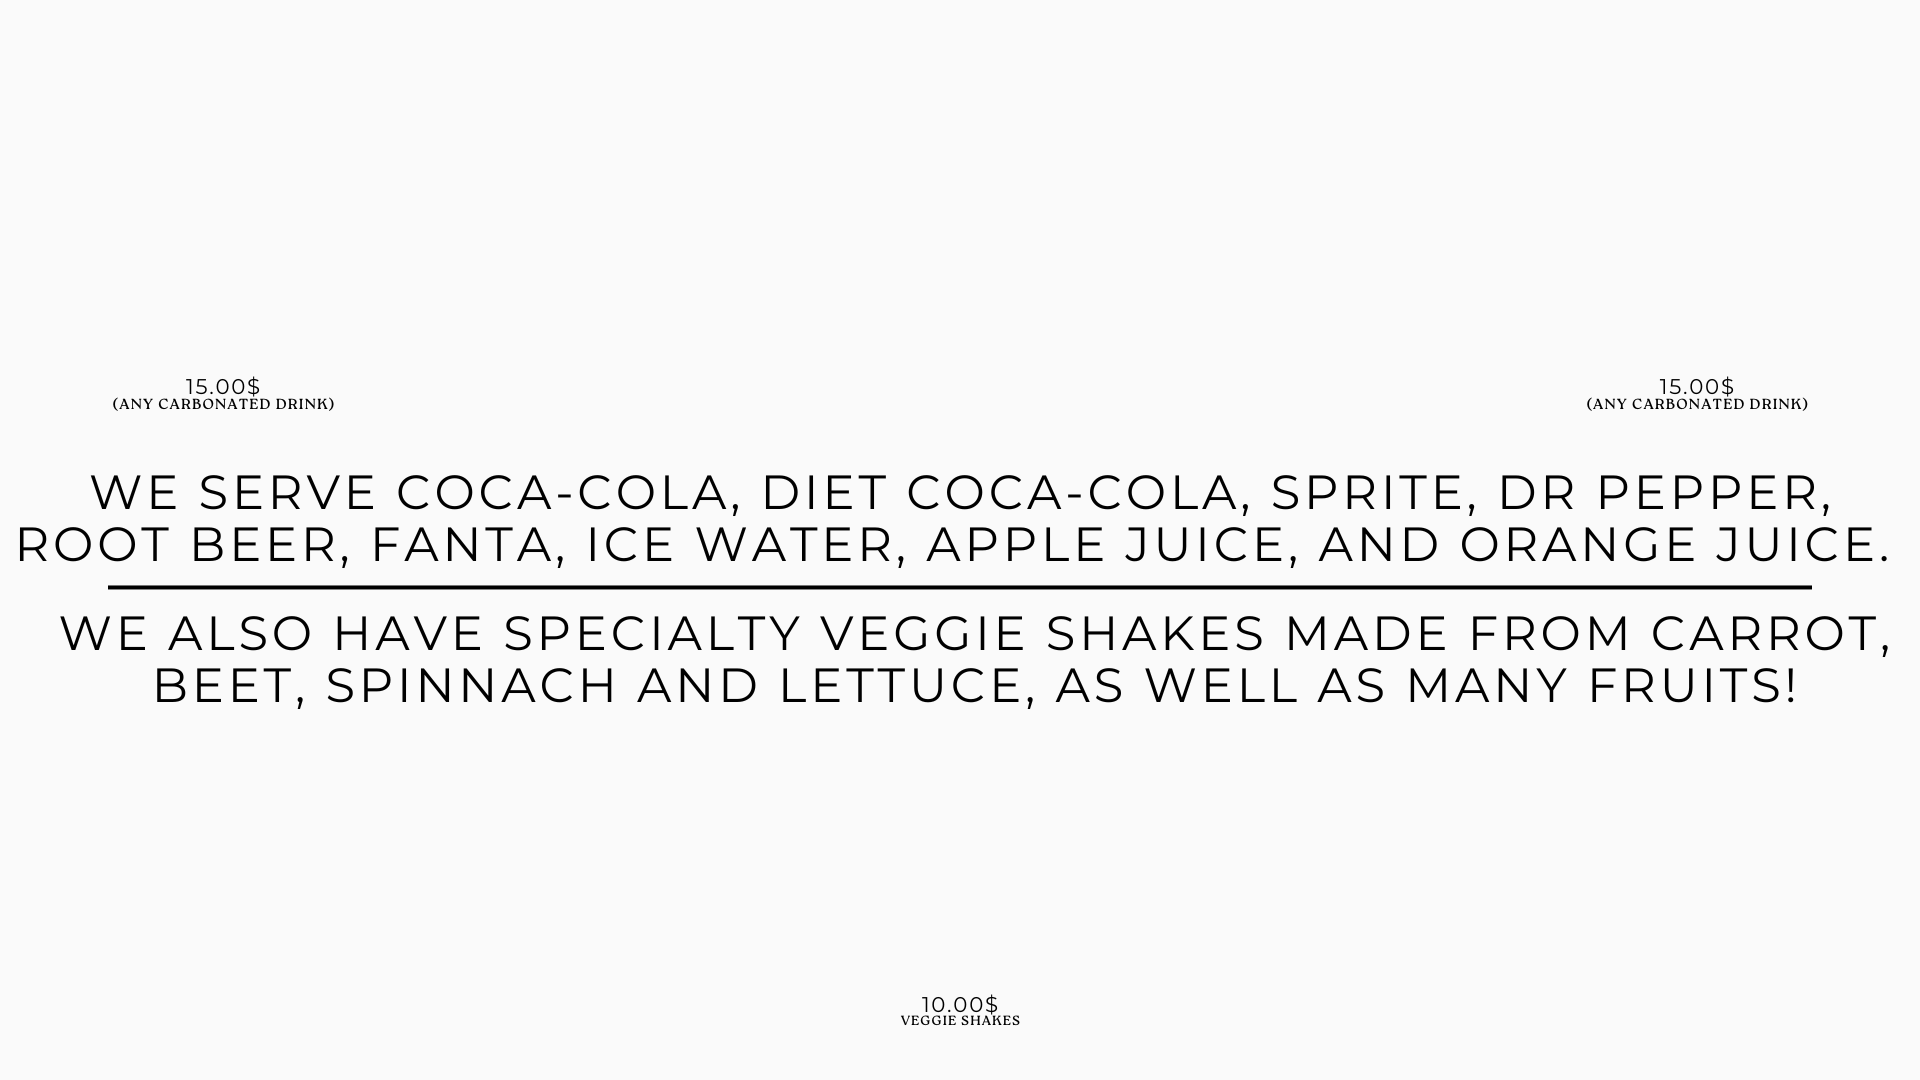 15.00$
(ANY CARBONATED DRINK)
15.00$
(ANY CARBONATED DRINK)
WE SERVE COCA-COLA, DIET COCA-COLA, SPRITE, DR PEPPER,
ROOT BEER, FANTA, ICE WATER, APPLE JUICE, AND ORANGE JUICE.
WE ALSO HAVE SPECIALTY VEGGIE SHAKES MADE FROM CARROT,
BEET, SPINNACH AND LETTUCE, AS WELL AS MANY FRUITS!
10.00$
VEGGIE SHAKES